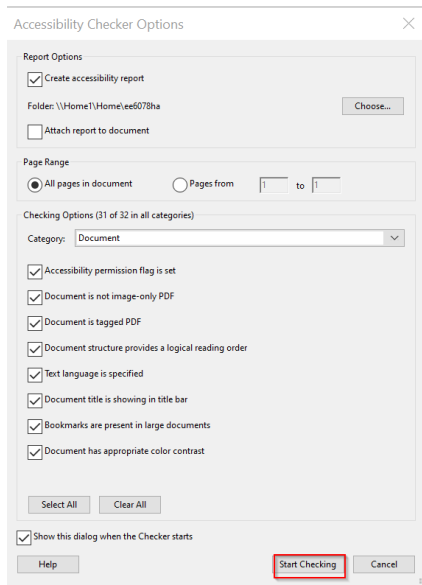 Accessibility Checker Options
Report Options
Create accessibility report
Folder: \\Home1\Home\ee6078ha
Choose...
Attach report to document
Page Range
All pages in document Pages from 1 to 1
Checking Options (31 of 32 in all categories)
Category: Document
Accessibility permission flag is set
Document is not image-only PDF
Document is tagged PDF
Document structure provides a logical reading order
Text language is specified
Document title is showing in title bar
Bookmarks are present in large documents
Document has appropriate color contrast
Select All Clear All
Show this dialog when the Checker starts
Help Start Checking Cancel